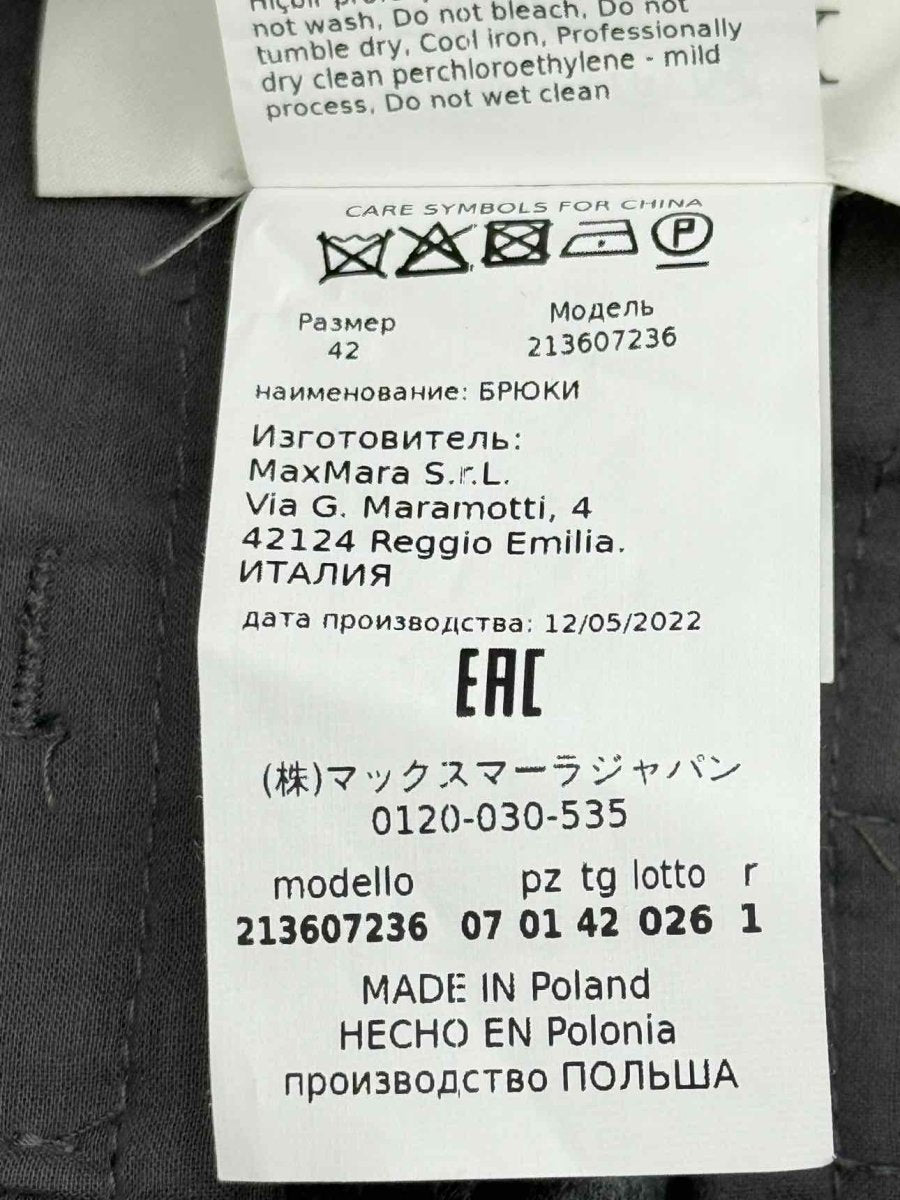 not wash, Do not bleach, Do not
tumble dry, Cool iron, Professionally
dry clean perchloroethylene - mild
process, Do not wet clean
CARE SYMBOLS FOR CHINA
P
Размер Модель
42 213607236
наименование: БРЮКИ
Изготовитель:
MaxMara S.r.L.
Via G. Maramotti, 4
42124 Reggio Emilia.
ИТАЛИЯ
дата производства: 12/05/2022
EAC
(株)マックスマーラジャパン
0120-030-535
modello pz tg lotto r
213607236 07 01 42 026 1
MADE IN Poland
HECHO EN Polonia
производство ПОЛЬША